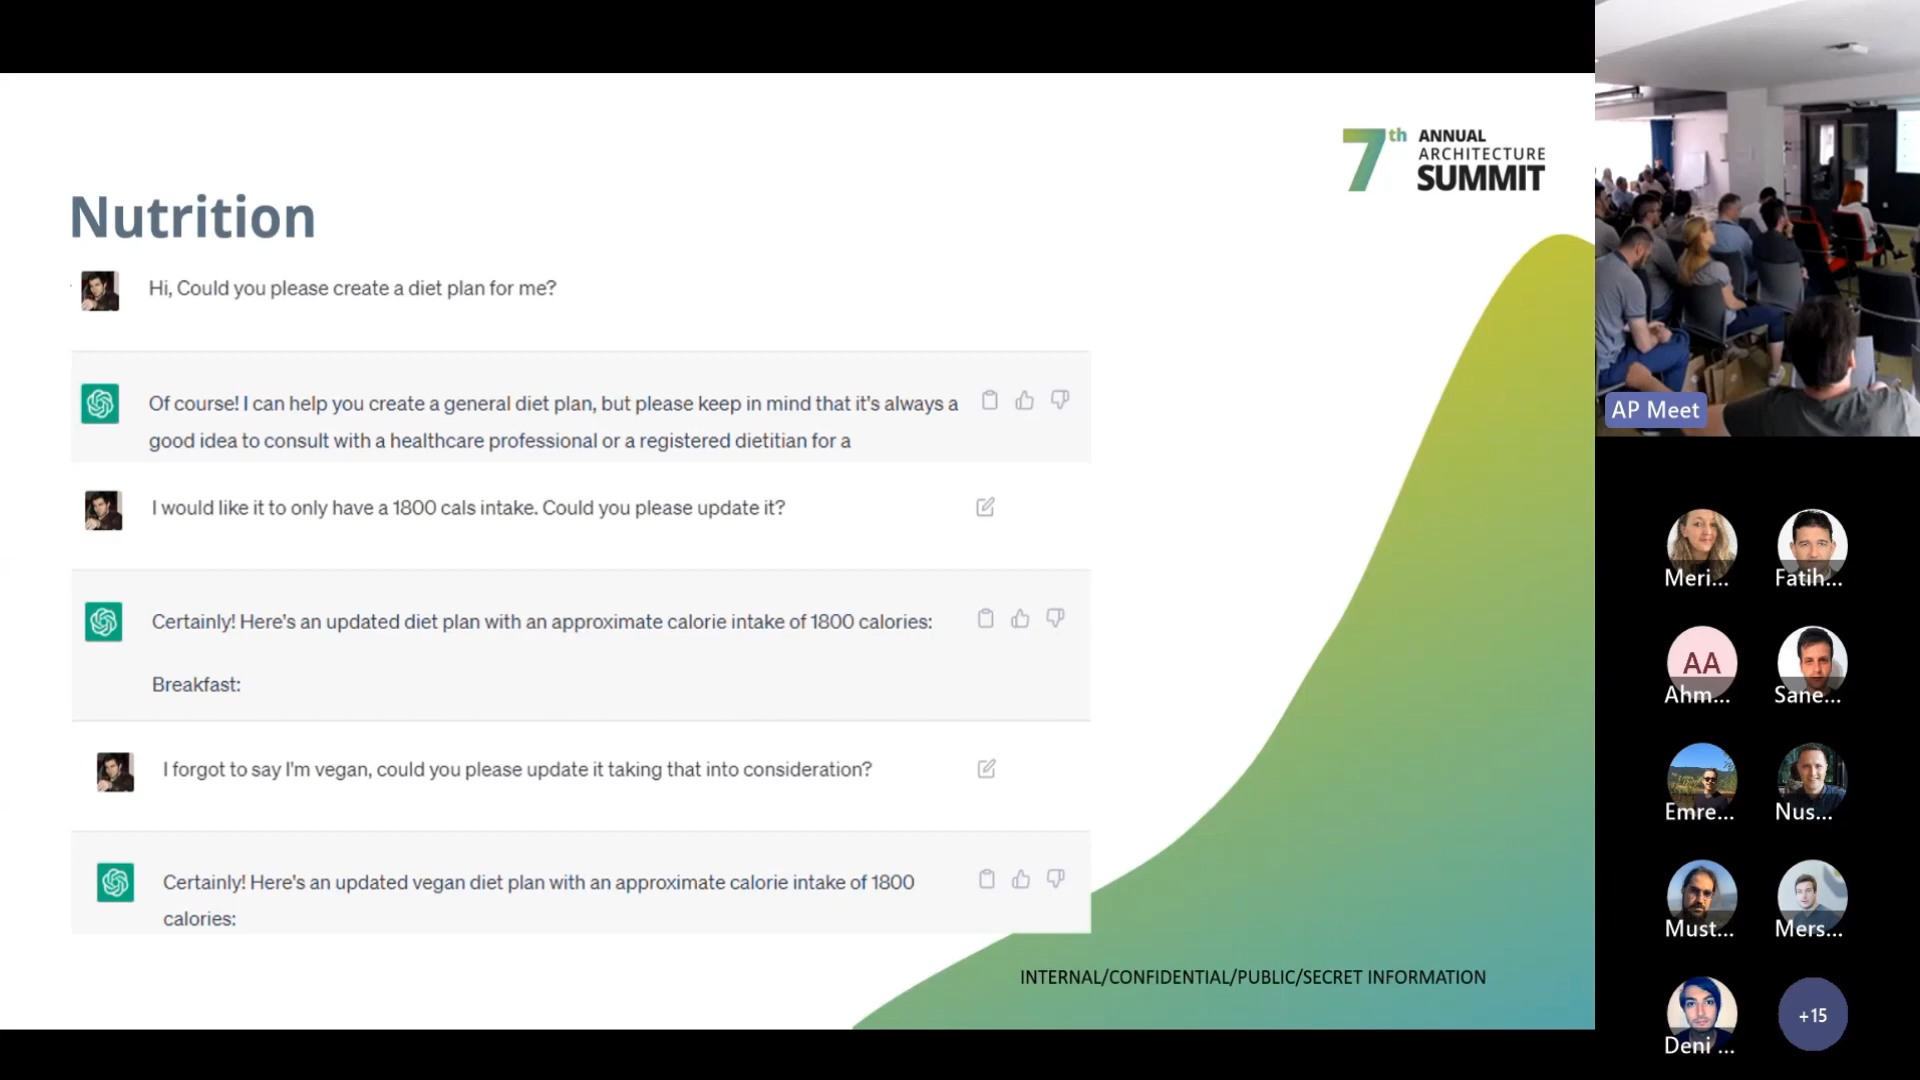 7th ANNUAL
ARCHITECTURE
SUMMIT
Nutrition
Hi, Could you please create a diet plan for me?
Of course! I can help you create a general diet plan, but please keep in mind that it's always a
good idea to consult with a healthcare professional or a registered dietitian for a
I would like it to only have a 1800 cals intake. Could you please update it?
Certainly! Here's an updated diet plan with an approximate calorie intake of 1800 calories:
Breakfast:
I forgot to say I'm vegan, could you please update it taking that into consideration?
Certainly! Here's an updated vegan diet plan with an approximate calorie intake of 1800
calories:
INTERNAL/CONFIDENTIAL/PUBLIC/SECRET INFORMATION
AP Meet
Meri...
Fatih...
AA
Ahm...
Sane...
Emre...
Nus...
Must...
Mers...
Deni ...
+15